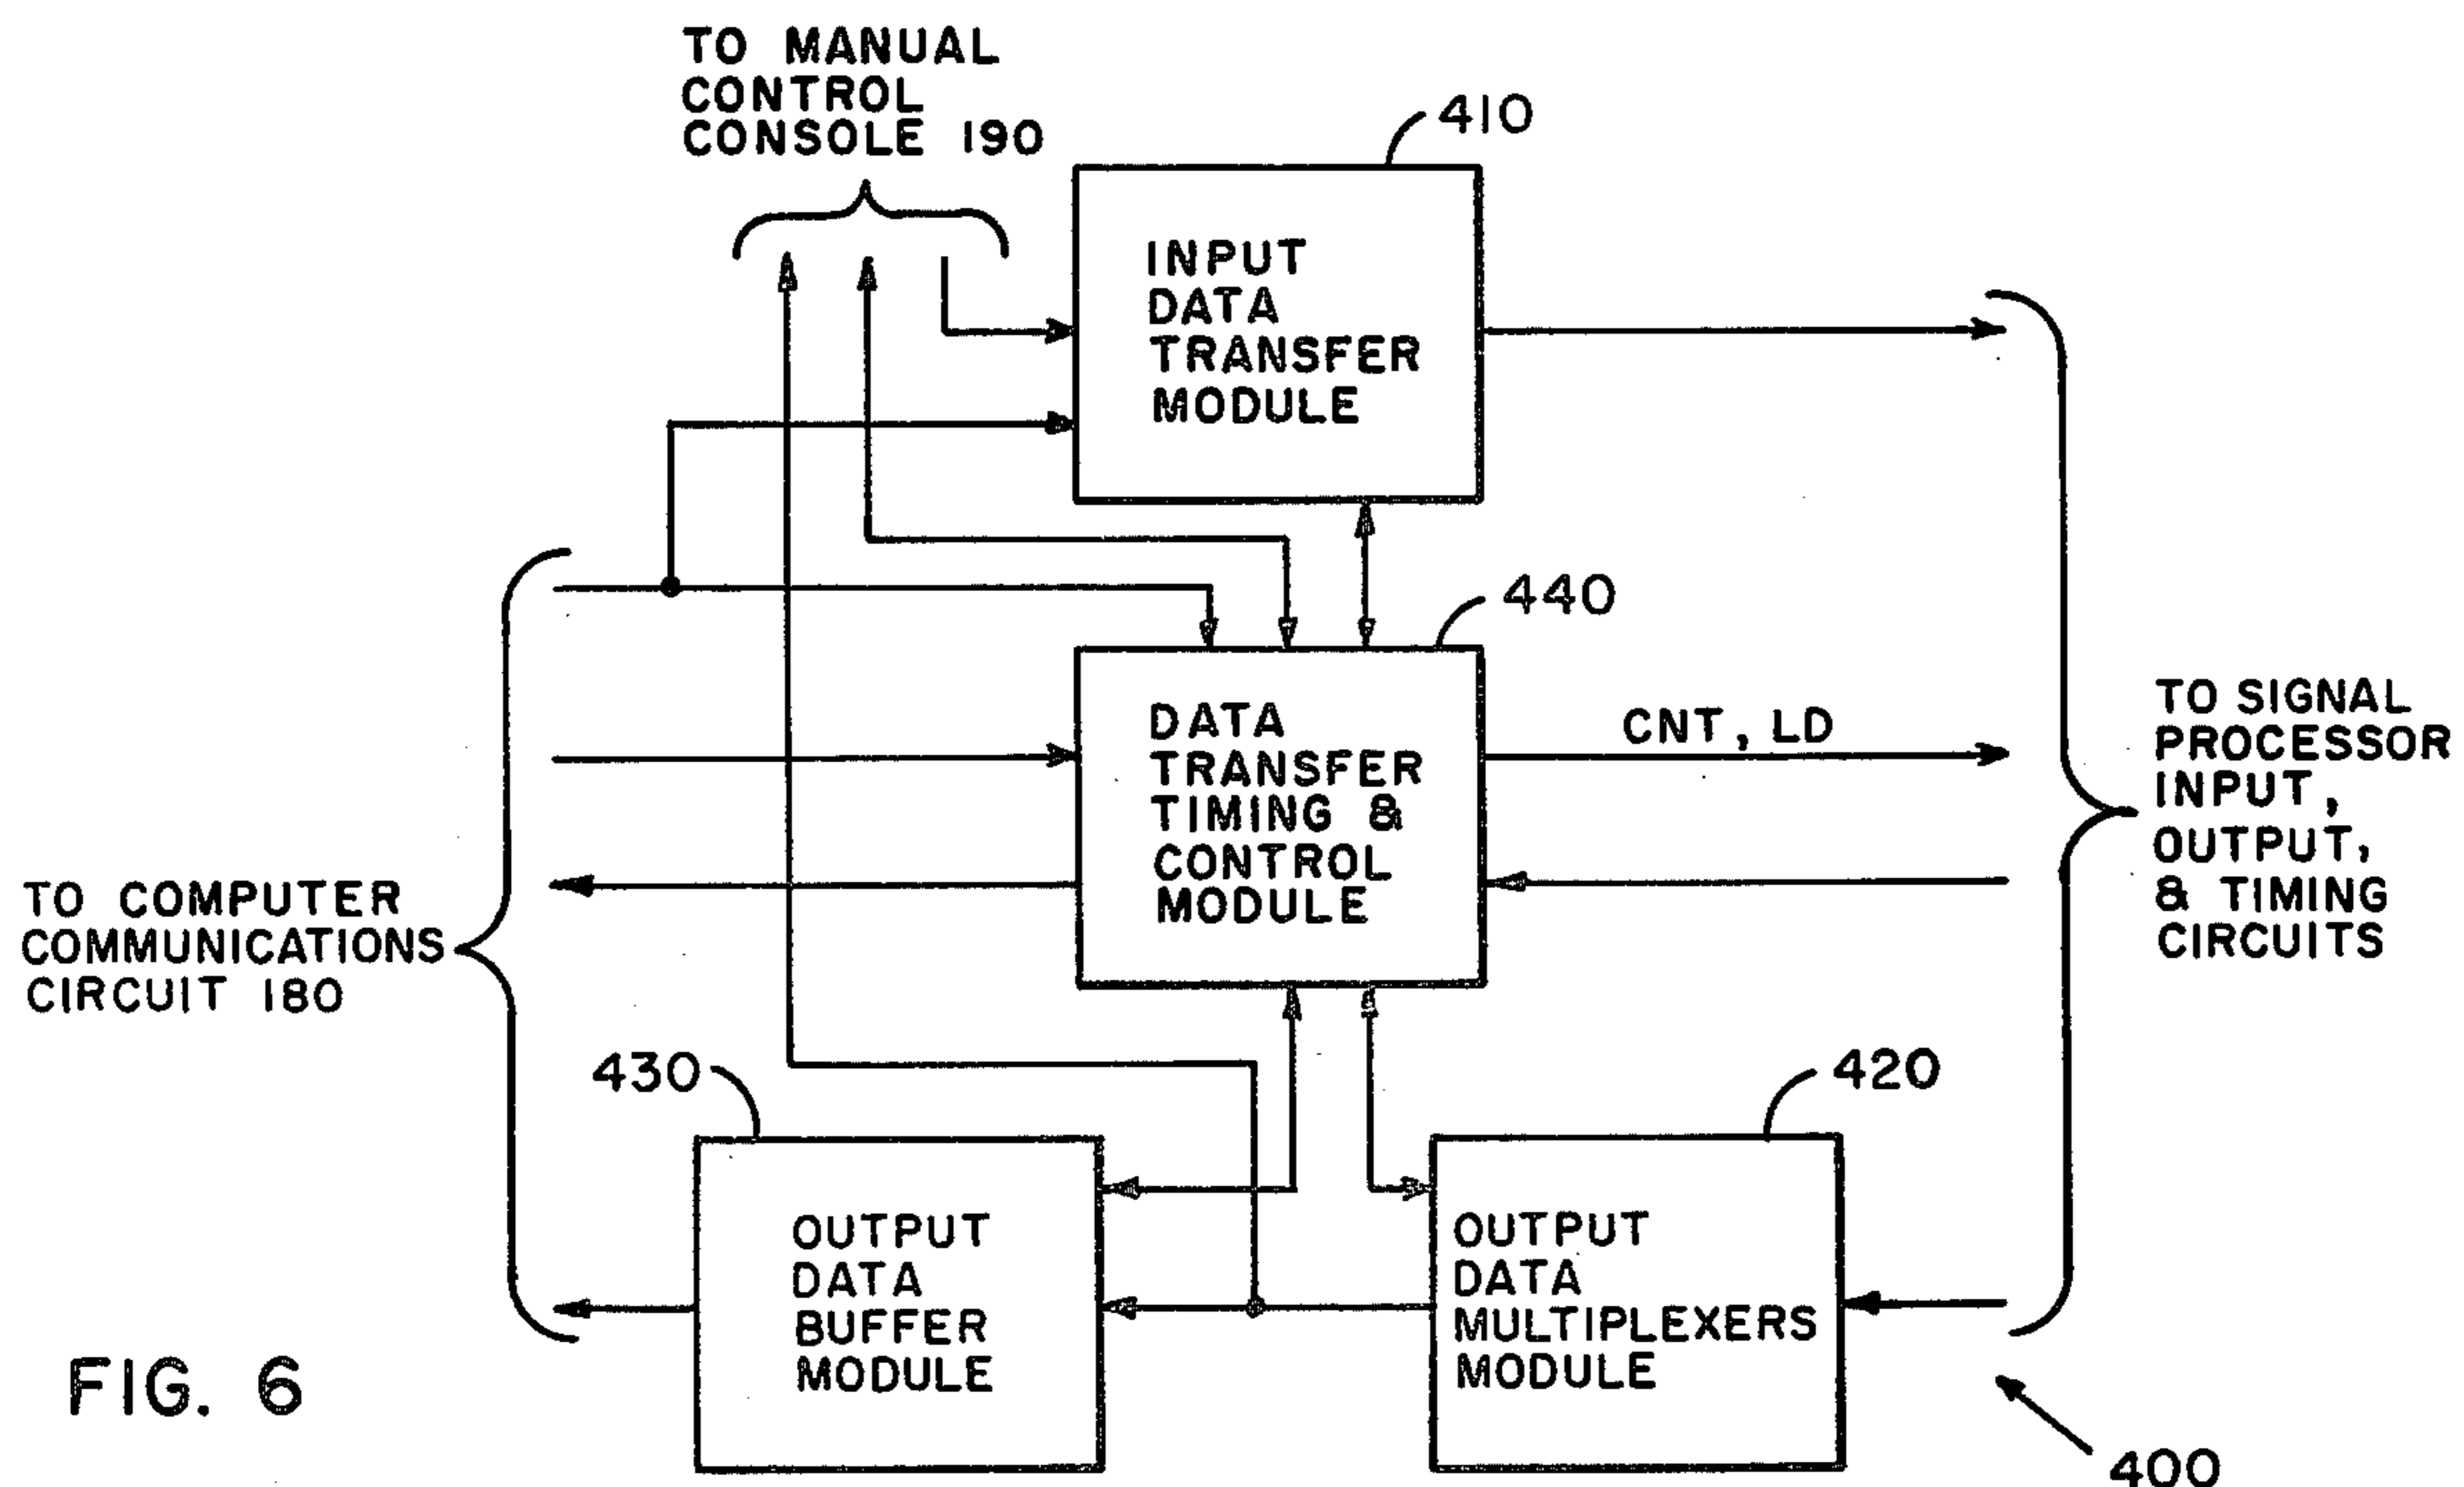 TO MANUAL
CONTROL
CONSOLE 190
410
INPUT
DATA
TRANSFER
MODULE
440
DATA
TRANSFER
TIMING &
CONTROL
MODULE
CNT, LD
TO SIGNAL
PROCESSOR
INPUT,
OUTPUT,
& TIMING
CIRCUITS
TO COMPUTER
COMMUNICATIONS
CIRCUIT 180
430
OUTPUT
DATA
BUFFER
MODULE
420
OUTPUT
DATA
MULTIPLEXERS
MODULE
FIG. 6
400